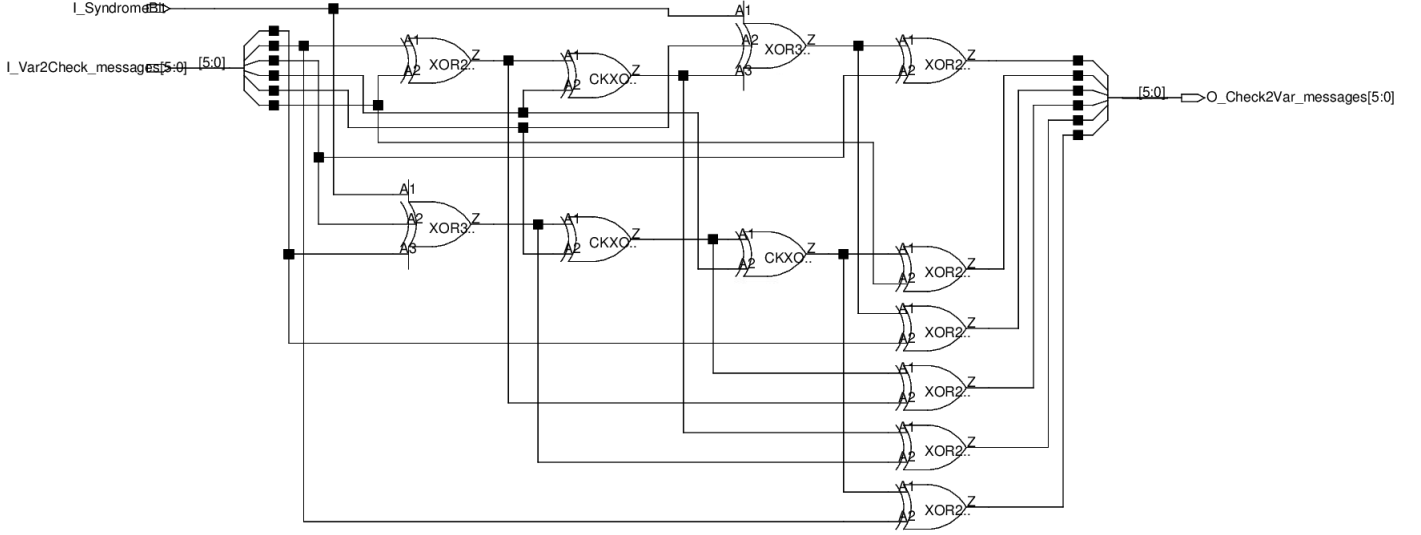 I_SyndromeBit
I_Var2Check_messages[5:0] [5:0]
A1
A2
XOR2..
Z
A1
A2
CKXO..
Z
A1
A2
A3
XOR3..
Z
A1
A2
XOR2..
Z
[5:0] O_Check2Var_messages[5:0]
A1
A2
A3
XOR3..
Z
A1
A2
CKXO..
Z
A1
A2
CKXO..
Z
A1
A2
XOR2..
Z
A1
A2
XOR2..
Z
A1
A2
XOR2..
Z
A1
A2
XOR2..
Z
A1
A2
XOR2..
Z